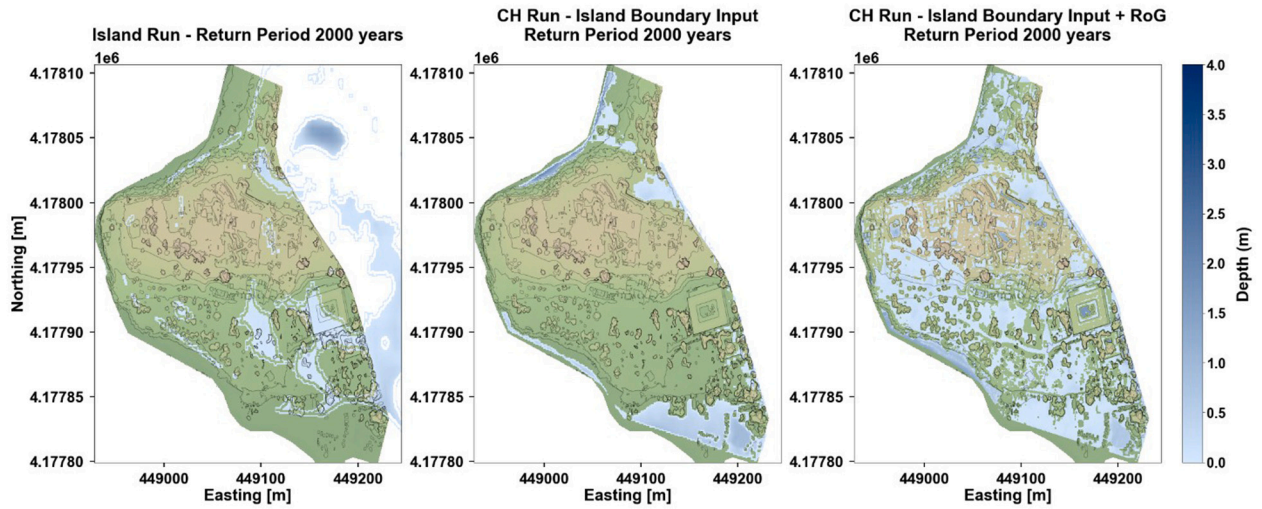 Island Run - Return Period 2000 years
1e6
4.17810
4.17805
4.17800
4.17795
4.17790
4.17785
4.17780
Northing [m]
449000 449100 449200
Easting [m]
CH Run - Island Boundary Input
Return Period 2000 years
1e6
4.17810
4.17805
4.17800
4.17795
4.17790
4.17785
4.17780
449000 449100 449200
Easting [m]
CH Run - Island Boundary Input + RoG
Return Period 2000 years
1e6
4.17810
4.17805
4.17800
4.17795
4.17790
4.17785
4.17780
449000 449100 449200
Easting [m]
4.0
3.5
3.0
2.5
2.0
1.5
1.0
0.5
0.0
Depth (m)